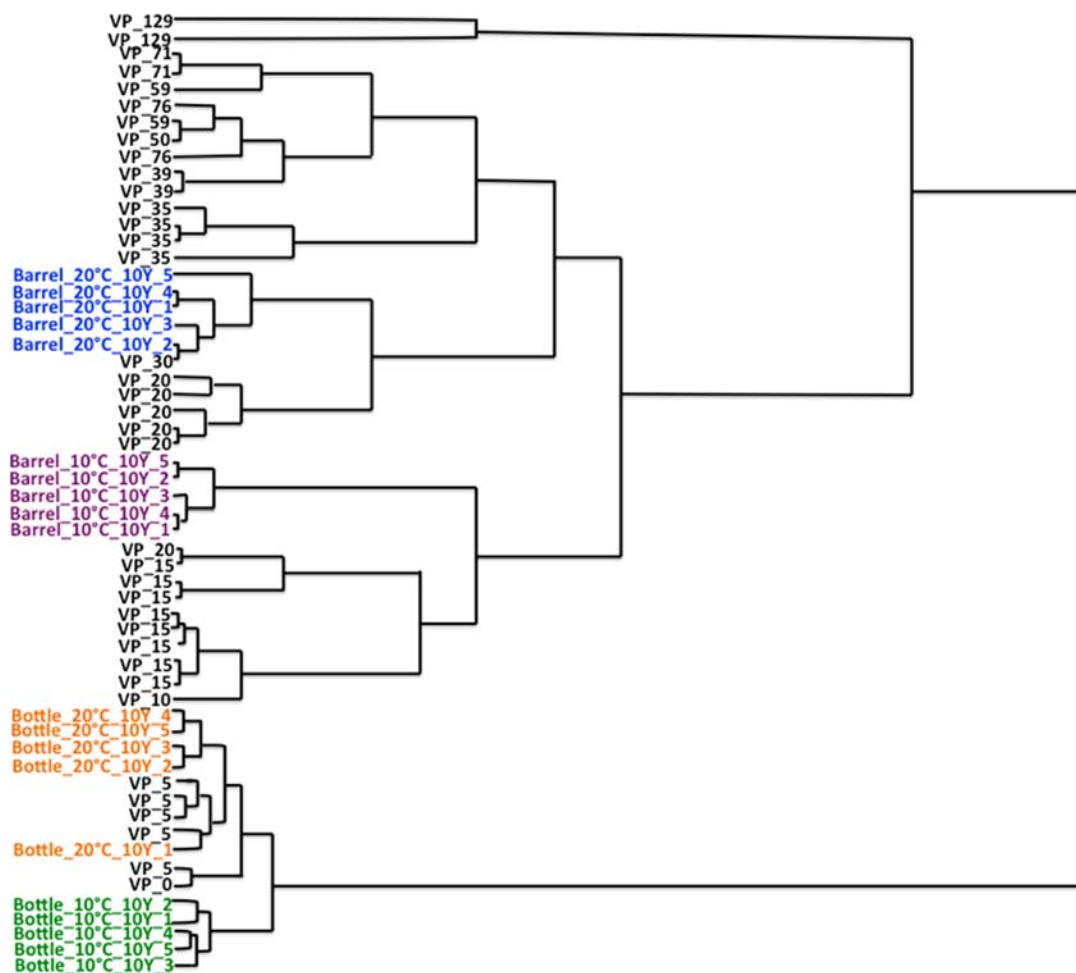 VP_129
VP_129
VP_71
VP_71
VP_59
VP_76
VP_59
VP_50
VP_76
VP_39
VP_39
VP_35
VP_35
VP_35
VP_35
Barrel_20°C_10Y_5
Barrel_20°C_10Y_4
Barrel_20°C_10Y_1
Barrel_20°C_10Y_3
Barrel_20°C_10Y_2
VP_30
VP_20
VP_20
VP_20
VP_20
VP_20
Barrel_10°C_10Y_5
Barrel_10°C_10Y_2
Barrel_10°C_10Y_3
Barrel_10°C_10Y_4
Barrel_10°C_10Y_1
VP_20
VP_15
VP_15
VP_15
VP_15
VP_15
VP_15
VP_15
VP_15
VP_10
Bottle_20°C_10Y_4
Bottle_20°C_10Y_5
Bottle_20°C_10Y_3
Bottle_20°C_10Y_2
VP_5
VP_5
VP_5
VP_5
Bottle_20°C_10Y_1
VP_5
VP_0
Bottle_10°C_10Y_2
Bottle_10°C_10Y_1
Bottle_10°C_10Y_4
Bottle_10°C_10Y_5
Bottle_10°C_10Y_3